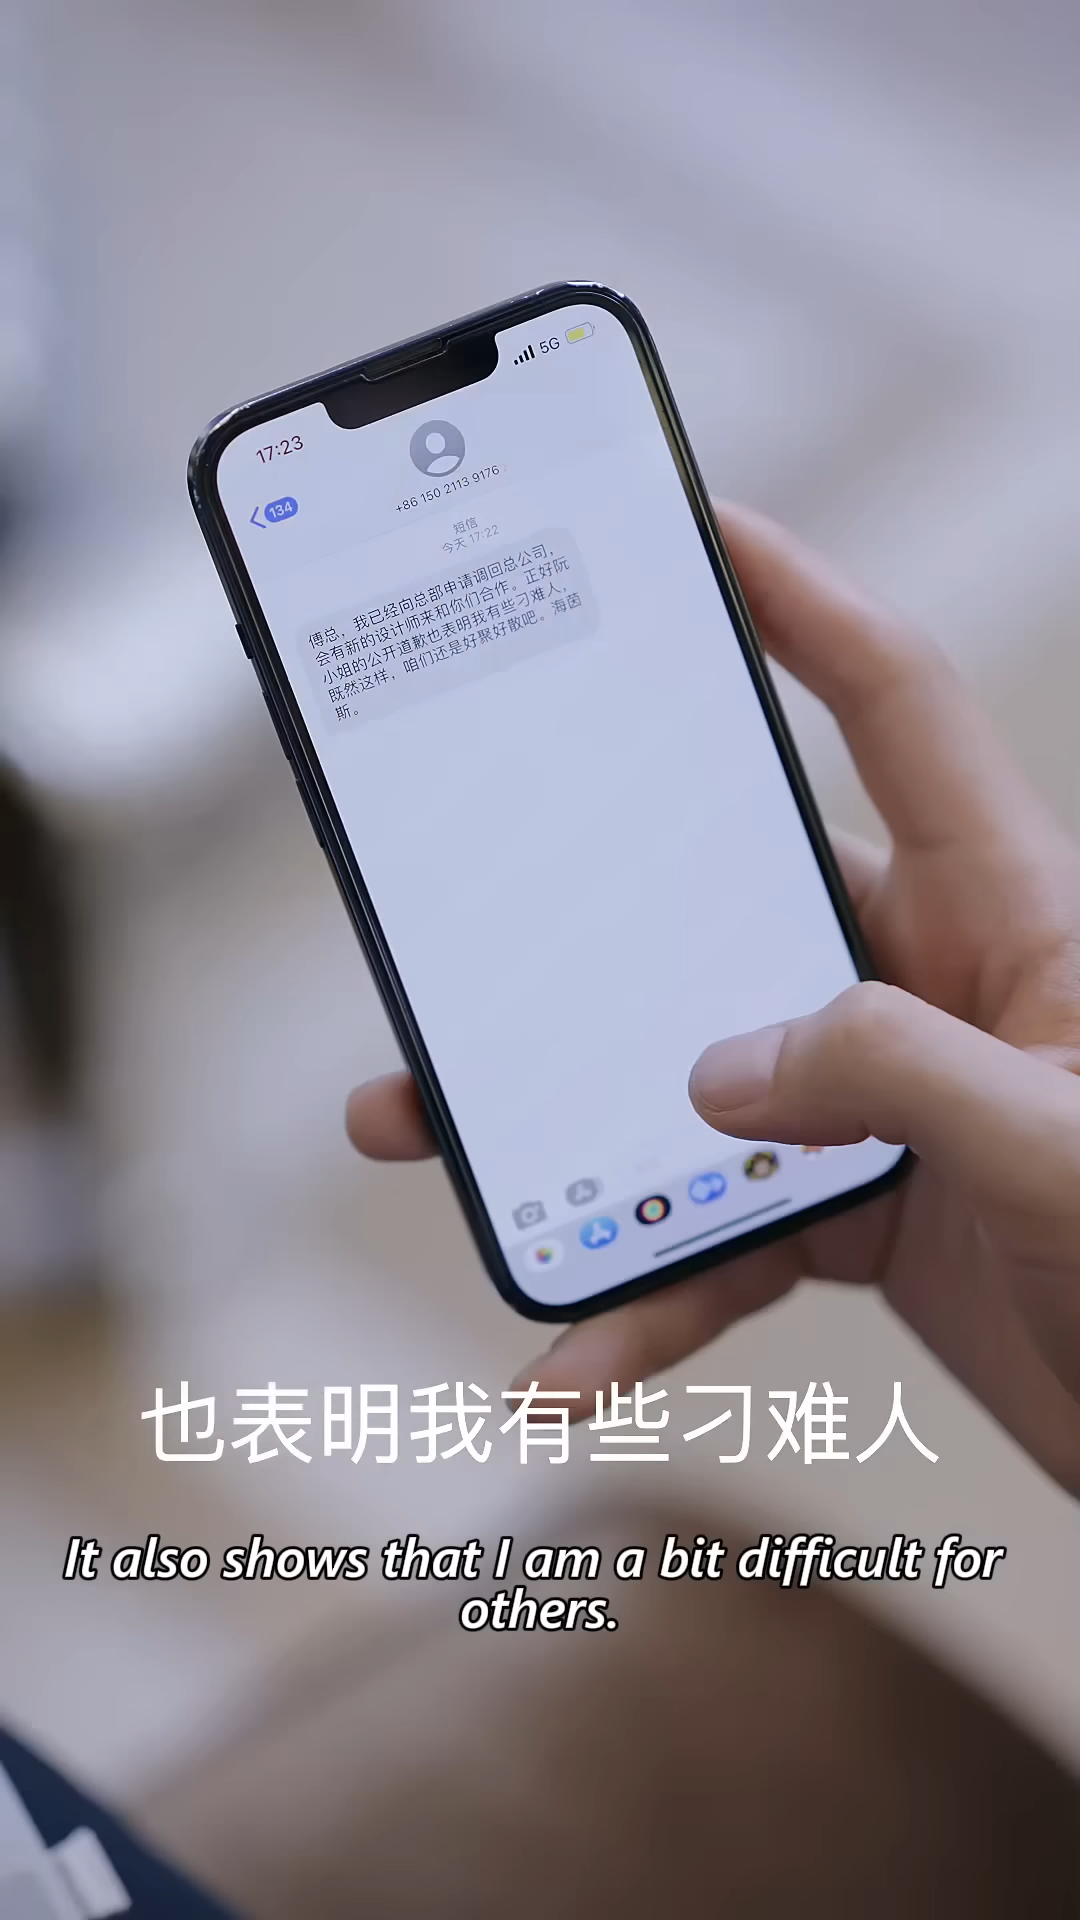 17:23
5G
134
+86 150 2113 9176
短信
今天 17:22
傅总，我已经向总部申请调回总公司，
会有新的设计师来和你们合作。正好阮
小姐的公开道歉也表明我有些刁难人，
既然这样，咱们还是好聚好散吧。海茵
斯。
也表明我有些刁难人
It also shows that I am a bit difficult for
others.